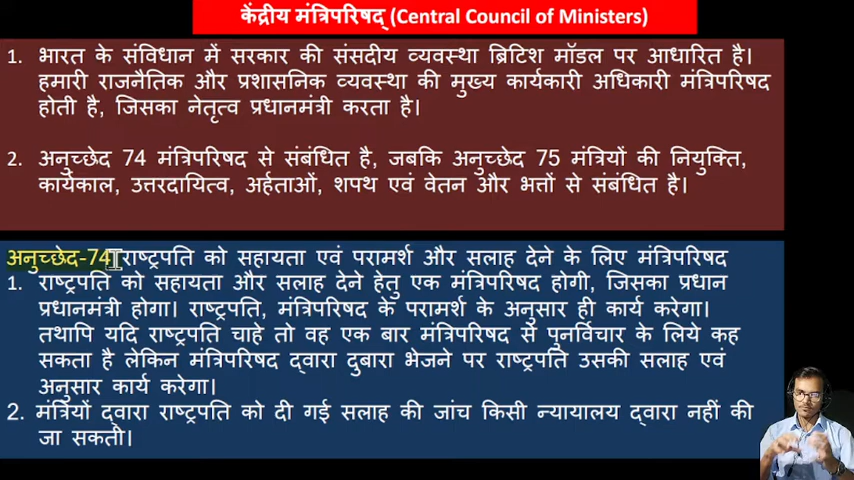 केंद्रीय मंत्रिपरिषद् (Central Council of Ministers)
1. भारत के संविधान में सरकार की संसदीय व्यवस्था ब्रिटिश मॉडल पर आधारित है।
हमारी राजनैतिक और प्रशासनिक व्यवस्था की मुख्य कार्यकारी अधिकारी मंत्रिपरिषद
होती है, जिसका नेतृत्व प्रधानमंत्री करता है।
2. अनुच्छेद 74 मंत्रिपरिषद से संबंधित है, जबकि अनुच्छेद 75 मंत्रियों की नियुक्ति,
कार्यकाल, उत्तरदायित्व, अर्हताओं, शपथ एवं वेतन और भत्तों से संबंधित है।
अनुच्छेद-74 राष्ट्रपति को सहायता एवं परामर्श और सलाह देने के लिए मंत्रिपरिषद
1. राष्ट्रपति को सहायता और सलाह देने हेतु एक मंत्रिपरिषद होगी, जिसका प्रधान
प्रधानमंत्री होगा। राष्ट्रपति, मंत्रिपरिषद के परामर्श के अनुसार ही कार्य करेगा।
तथापि यदि राष्ट्रपति चाहे तो वह एक बार मंत्रिपरिषद से पुनर्विचार के लिये कह
सकता है लेकिन मंत्रिपरिषद द्वारा दुबारा भेजने पर राष्ट्रपति उसकी सलाह एवं
अनुसार कार्य करेगा।
2. मंत्रियों द्वारा राष्ट्रपति को दी गई सलाह की जांच किसी न्यायालय द्वारा नहीं की
जा सकती।